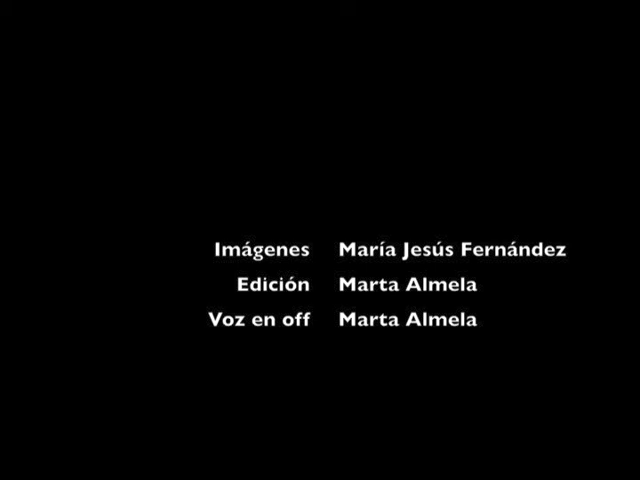 Imágenes María Jesús Fernández
Edición Marta Almela
Voz en off Marta Almela